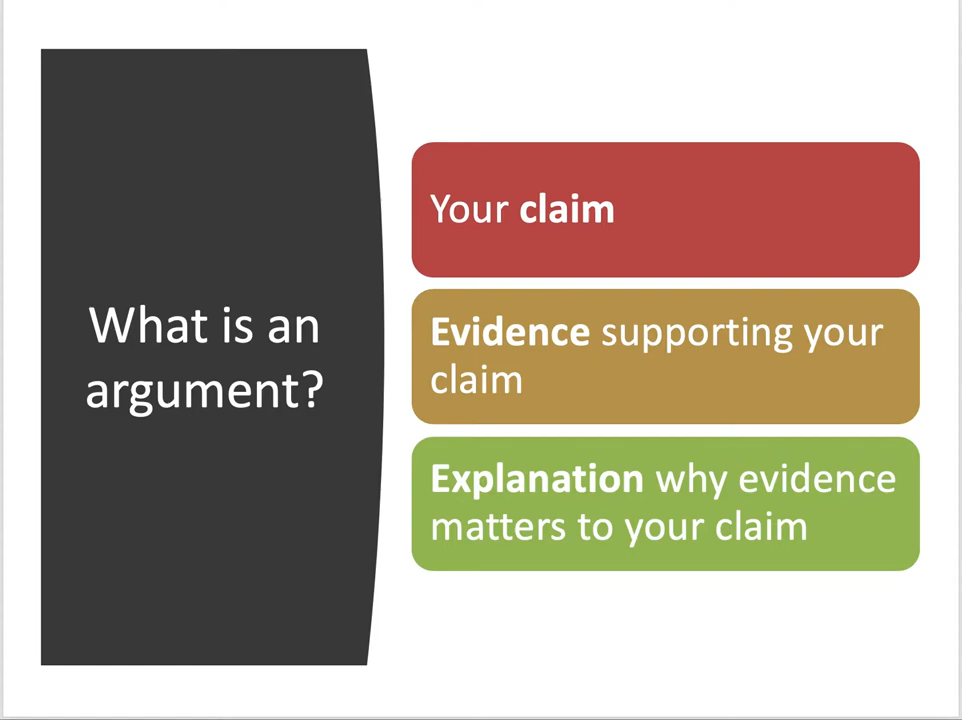 What is an
argument?
Your claim
Evidence supporting your
claim
Explanation why evidence
matters to your claim